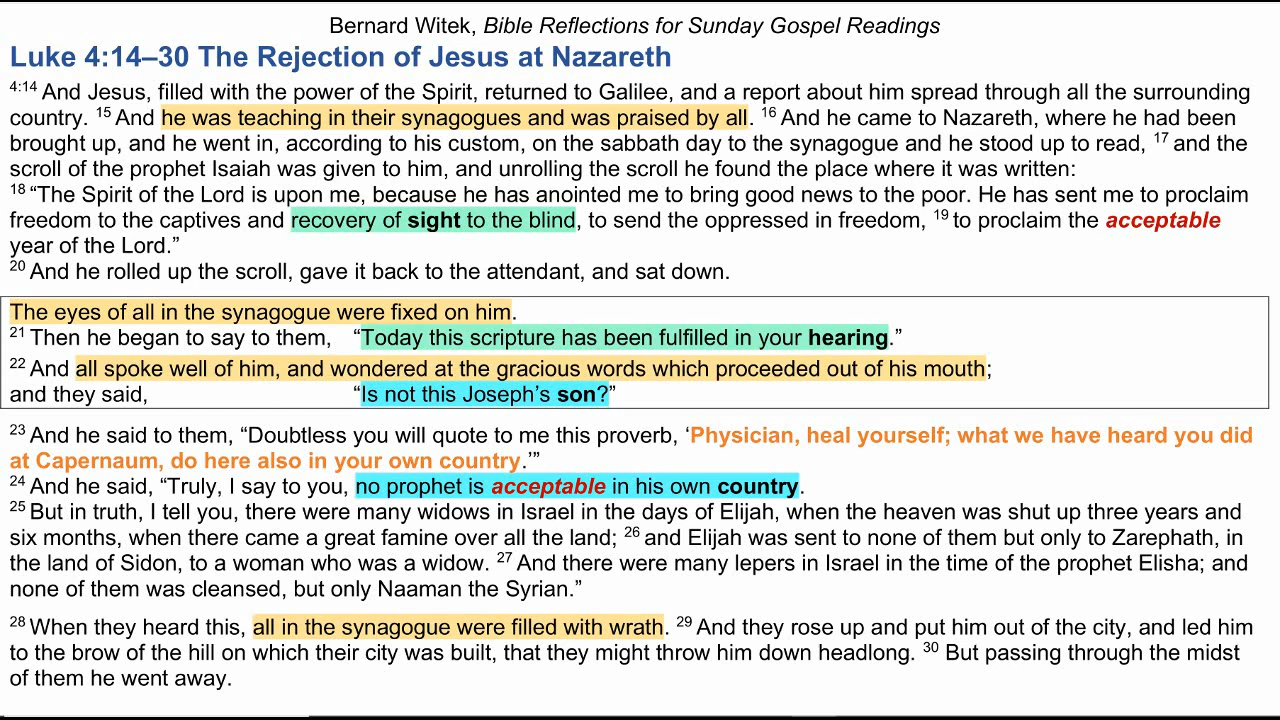 Bernard Witek, Bible Reflections for Sunday Gospel Readings
Luke 4:14–30 The Rejection of Jesus at Nazareth
4:14 And Jesus, filled with the power of the Spirit, returned to Galilee, and a report about him spread through all the surrounding
country. 15 And he was teaching in their synagogues and was praised by all. 16 And he came to Nazareth, where he had been
brought up, and he went in, according to his custom, on the sabbath day to the synagogue and he stood up to read, 17 and the
scroll of the prophet Isaiah was given to him, and unrolling the scroll he found the place where it was written:
18 “The Spirit of the Lord is upon me, because he has anointed me to bring good news to the poor. He has sent me to proclaim
freedom to the captives and recovery of sight to the blind, to send the oppressed in freedom, 19 to proclaim the acceptable
year of the Lord.”
20 And he rolled up the scroll, gave it back to the attendant, and sat down.
The eyes of all in the synagogue were fixed on him.
21 Then he began to say to them, “Today this scripture has been fulfilled in your hearing.”
22 And all spoke well of him, and wondered at the gracious words which proceeded out of his mouth;
and they said, “Is not this Joseph’s son?”
23 And he said to them, “Doubtless you will quote to me this proverb, ‘Physician, heal yourself; what we have heard you did
at Capernaum, do here also in your own country.’”
24 And he said, “Truly, I say to you, no prophet is acceptable in his own country.
25 But in truth, I tell you, there were many widows in Israel in the days of Elijah, when the heaven was shut up three years and
six months, when there came a great famine over all the land; 26 and Elijah was sent to none of them but only to Zarephath, in
the land of Sidon, to a woman who was a widow. 27 And there were many lepers in Israel in the time of the prophet Elisha; and
none of them was cleansed, but only Naaman the Syrian.”
28 When they heard this, all in the synagogue were filled with wrath. 29 And they rose up and put him out of the city, and led him
to the brow of the hill on which their city was built, that they might throw him down headlong. 30 But passing through the midst
of them he went away.